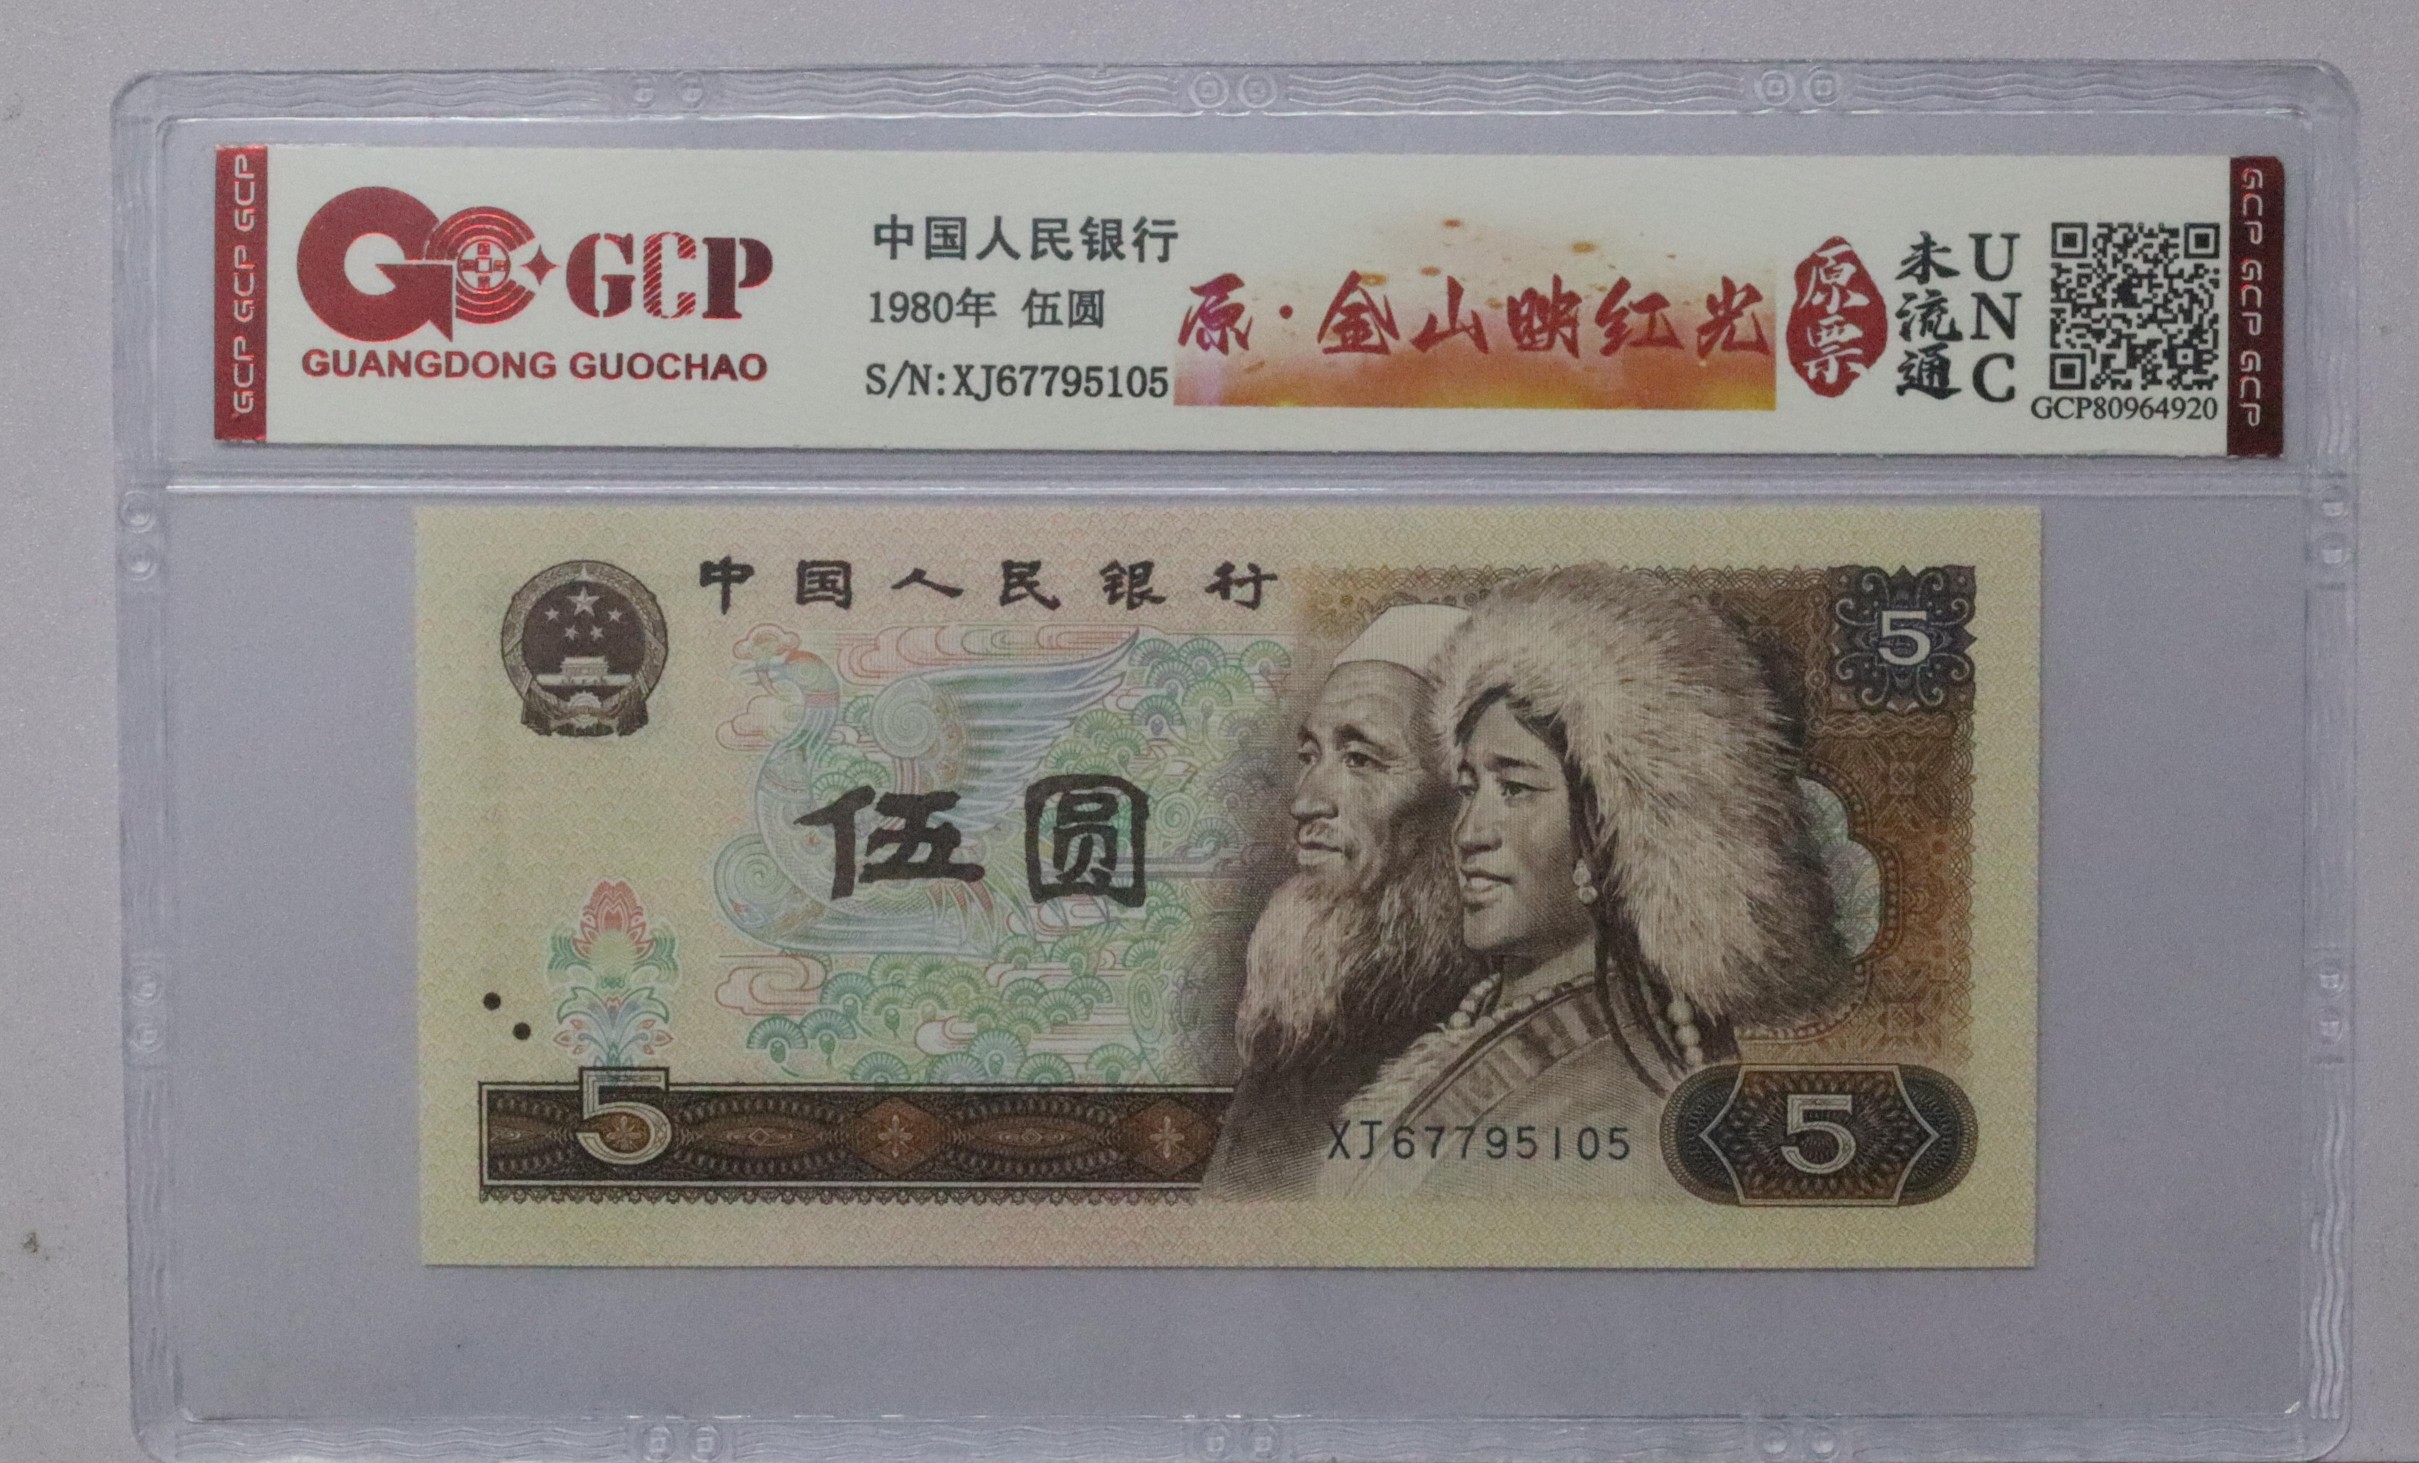 GCP GCP GCP
GCP
GUANGDONG GUOCHAO
中国人民银行
1980年 伍圆
S/N:XJ67795105
原·金山映红光
原票
未流通
UNC
GCP80964920
GCP GCP GCP
中国人民银行
5
伍圆
5
XJ67795105
5